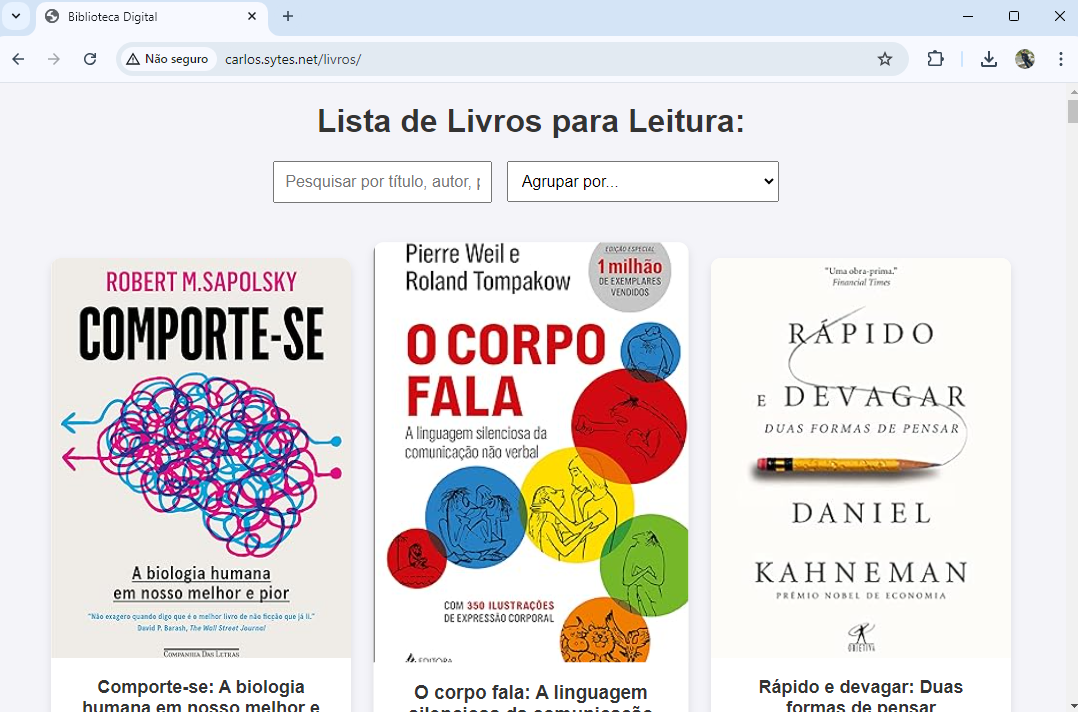 Biblioteca Digital
Não seguro
carlos.sytes.net/livros/
Lista de Livros para Leitura:
Pesquisar por título, autor, p
Agrupar por...
ROBERT M.SAPOLSKY
COMPORTE-SE
A biologia humana
em nosso melhor e pior
"Não exagero quando digo que é o melhor livro de não ficção que já li."
David P. Barash, The Wall Street Journal
COMPANHIA DAS LETRAS
Comporte-se: A biologia
humana em nosso melhor e
Pierre Weil e
Roland Tompakow
EDIÇÃO ESPECIAL
1 milhão
DE EXEMPLARES
VENDIDOS
O CORPO
FALA
A linguagem silenciosa da
comunicação não verbal
COM 350 ILUSTRAÇÕES
DE EXPRESSÃO CORPORAL
EDITORA
O corpo fala: A linguagem
silenciosa da comunicação
"Uma obra-prima."
Financial Times
RÁPIDO
E DEVAGAR
DUAS FORMAS DE PENSAR
DANIEL
KAHNEMAN
PRÊMIO NOBEL DE ECONOMIA
OBJETIVA
Rápido e devagar: Duas
formas de pensar